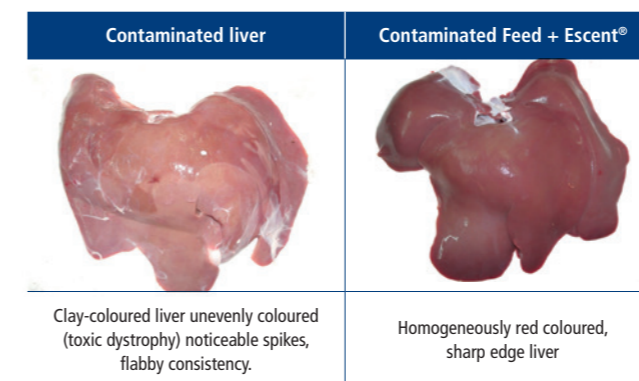 Contaminated liver
Contaminated Feed + Escent®
Clay-coloured liver unevenly coloured
(toxic dystrophy) noticeable spikes,
flabby consistency.
Homogeneously red coloured,
sharp edge liver